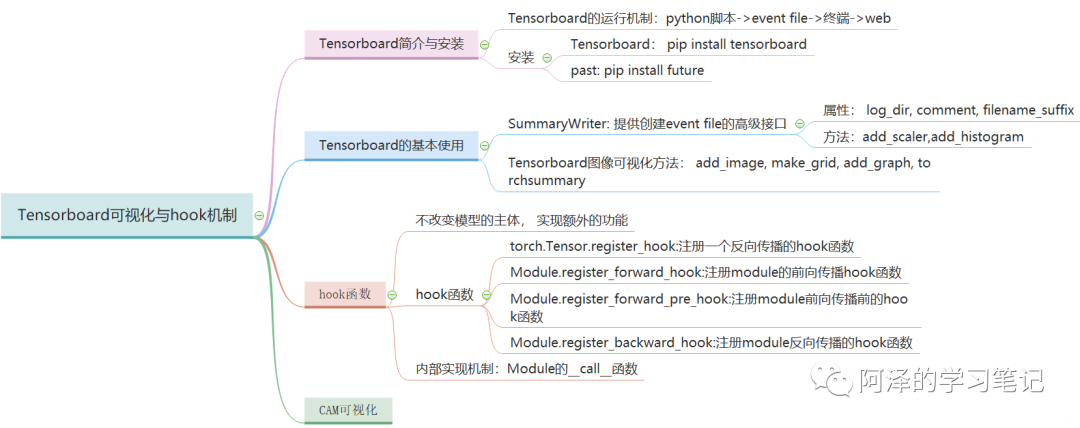 Tensorboard可视化与hook机制
Tensorboard简介与安装
Tensorboard的运行机制：python脚本->event file->终端->web
安装
Tensorboard： pip install tensorboard
past: pip install future
Tensorboard的基本使用
SummaryWriter: 提供创建event file的高级接口
属性： log_dir, comment, filename_suffix
方法：add_scaler,add_histogram
Tensorboard图像可视化方法： add_image, make_grid, add_graph, to
rchsummary
hook函数
不改变模型的主体， 实现额外的功能
hook函数
torch.Tensor.register_hook:注册一个反向传播的hook函数
Module.register_forward_hook:注册module的前向传播hook函数
Module.register_forward_pre_hook:注册module前向传播前的hoo
k函数
Module.register_backward_hook:注册module反向传播的hook函数
内部实现机制：Module的__call__函数
CAM可视化
阿泽的学习笔记